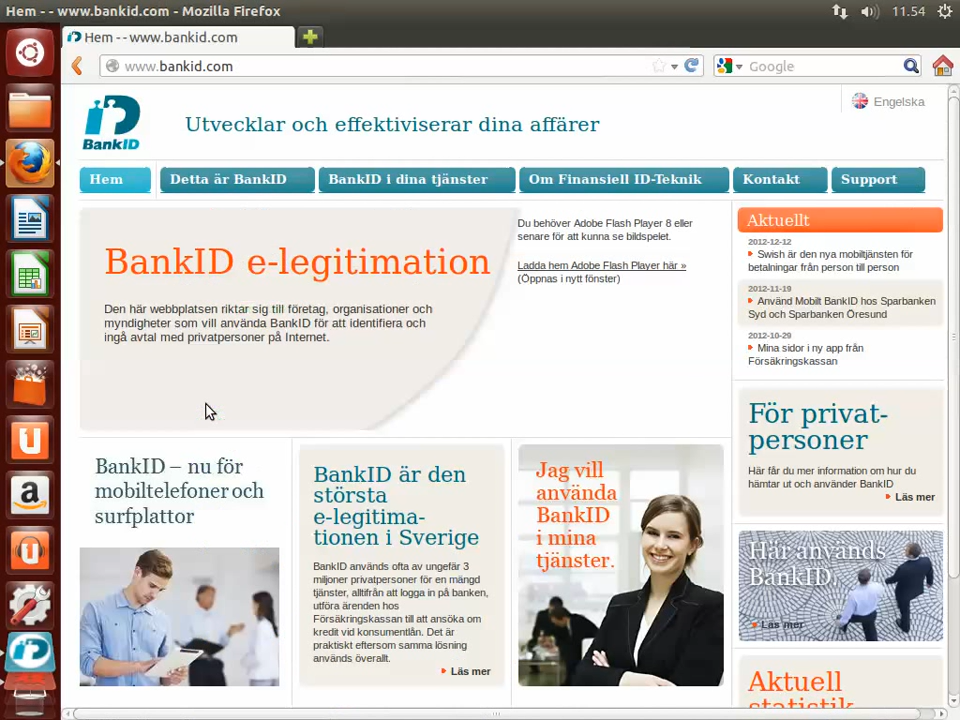 Hem - - www.bankid.com - Mozilla Firefox
11.54
Hem - - www.bankid.com
www.bankid.com
Google
BankID
Utvecklar och effektiviserar dina affärer
Engelska
Hem
Detta är BankID
BankID i dina tjänster
Om Finansiell ID-Teknik
Kontakt
Support
BankID e-legitimation
Den här webbplatsen riktar sig till företag, organisationer och
myndigheter som vill använda BankID för att identifiera och
ingå avtal med privatpersoner på Internet.
Du behöver Adobe Flash Player 8 eller
senare för att kunna se bildspelet.
Ladda hem Adobe Flash Player här »
(Öppnas i nytt fönster)
Aktuellt
2012-12-12
Swish är den nya mobiltjänsten för
betalningar från person till person
2012-11-19
Använd Mobilt BankID hos Sparbanken
Syd och Sparbanken Öresund
2012-10-29
Mina sidor i ny app från
Försäkringskassan
För privat-
personer
Här får du mer information om hur du
hämtar ut och använder BankID
Läs mer
BankID – nu för
mobiltelefoner och
surfplattor
BankID är den
största
e-legitima-
tionen i Sverige
BankID används ofta av ungefär 3
miljoner privatpersoner för en mängd
tjänster, alltifrån att logga in på banken,
utföra ärenden hos
Försäkringskassan till att ansöka om
kredit vid konsumentlån. Det är
praktiskt eftersom samma lösning
används överallt.
Läs mer
Jag vill
använda
BankID
i mina
tjänster.
Här används
BankID.
Läs mer
Aktuell
statistik